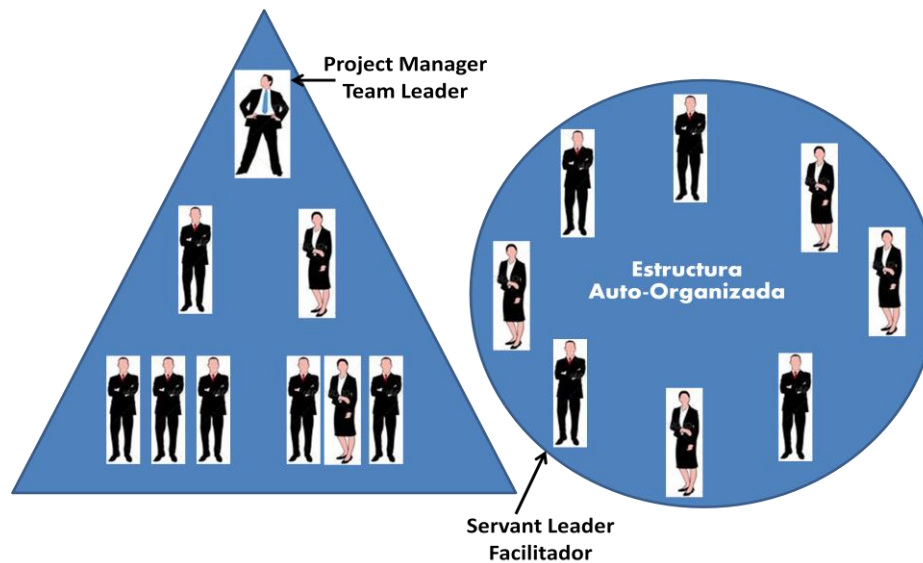 Project Manager
Team Leader
Estructura
Auto-Organizada
Servant Leader
Facilitador